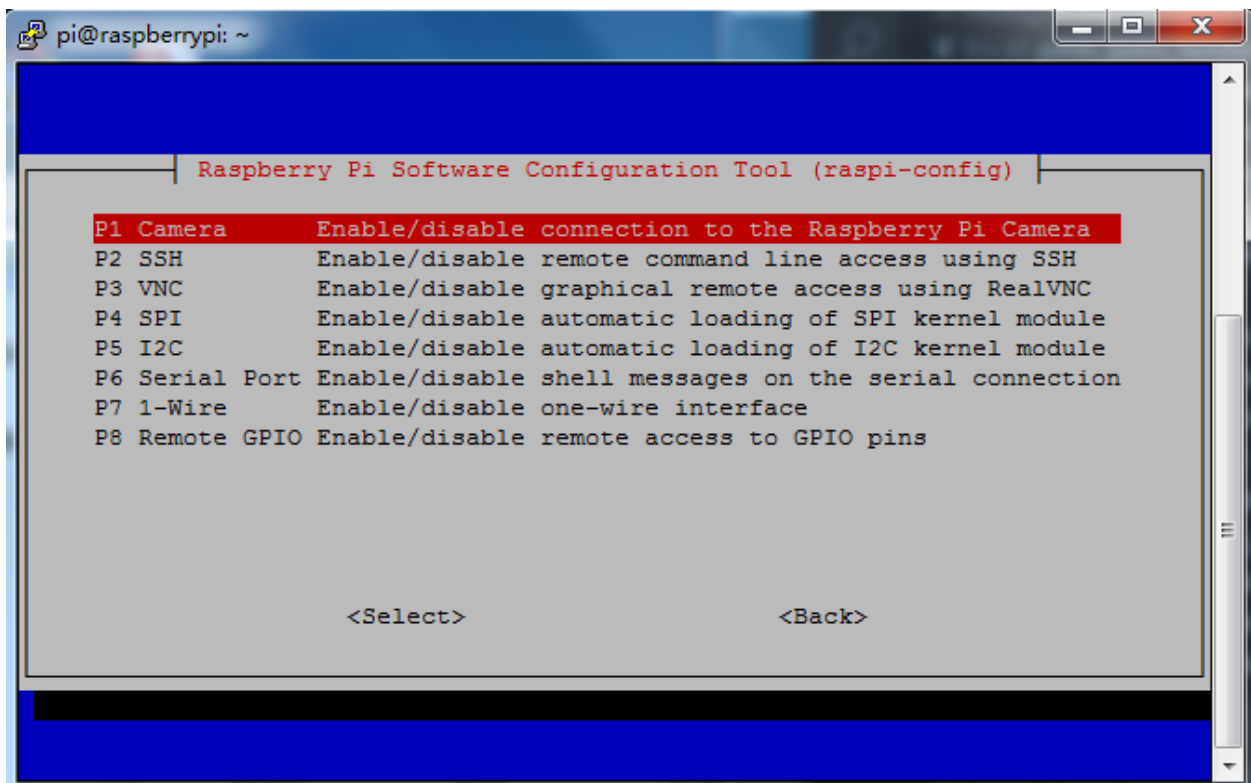 pi@raspberrypi: ~
Raspberry Pi Software Configuration Tool (raspi-config)
P1 Camera Enable/disable connection to the Raspberry Pi Camera
P2 SSH Enable/disable remote command line access using SSH
P3 VNC Enable/disable graphical remote access using RealVNC
P4 SPI Enable/disable automatic loading of SPI kernel module
P5 I2C Enable/disable automatic loading of I2C kernel module
P6 Serial Port Enable/disable shell messages on the serial connection
P7 1-Wire Enable/disable one-wire interface
P8 Remote GPIO Enable/disable remote access to GPIO pins
<Select> <Back>